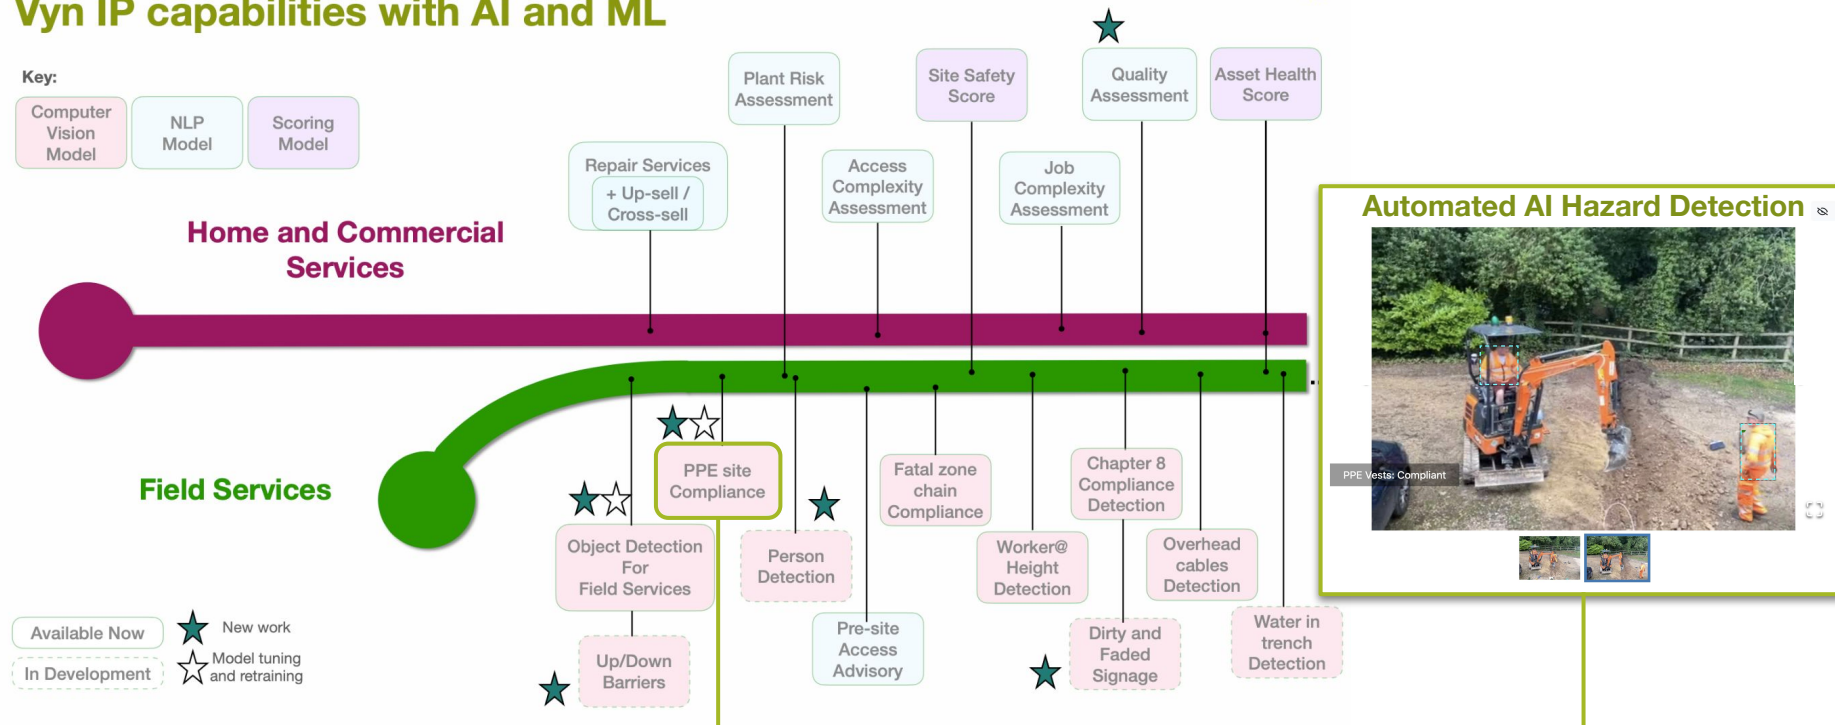 Vyn IP capabilities with AI and ML
Key:
Computer
Vision
Model
NLP
Model
Scoring
Model
Plant Risk
Assessment
Site Safety
Score
Quality
Assessment
Asset Health
Score
Repair Services
+ Up-sell /
Cross-sell
Access
Complexity
Assessment
Job
Complexity
Assessment
Home and Commercial
Services
Automated AI Hazard Detection
PPE Vests: Compliant
Field Services
PPE site
Compliance
Fatal zone
chain
Compliance
Chapter 8
Compliance
Detection
Object Detection
For
Field Services
Person
Detection
Worker@
Height
Detection
Overhead
cables
Detection
Up/Down
Barriers
Pre-site
Access
Advisory
Dirty and
Faded
Signage
Water in
trench
Detection
Available Now
New work
In Development
Model tuning
and retraining